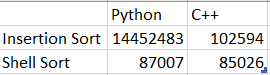 Python C++
Insertion Sort 14452483 102594
Shell Sort 87007 85026